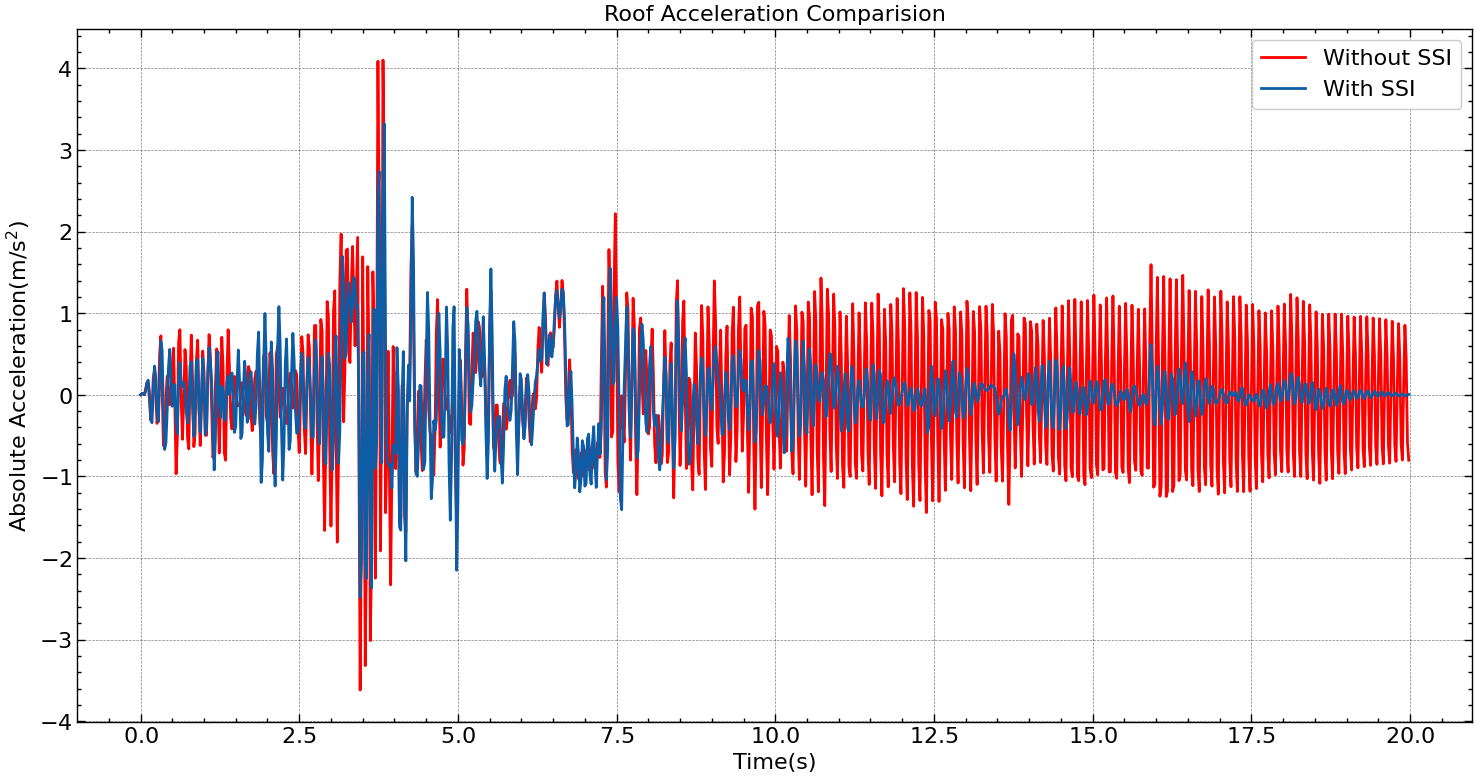 Roof Acceleration Comparision
Without SSI
With SSI
Absolute Acceleration(m/s²)
4
3
2
1
0
−1
−2
−3
−4
0.0 2.5 5.0 7.5 10.0 12.5 15.0 17.5 20.0
Time(s)